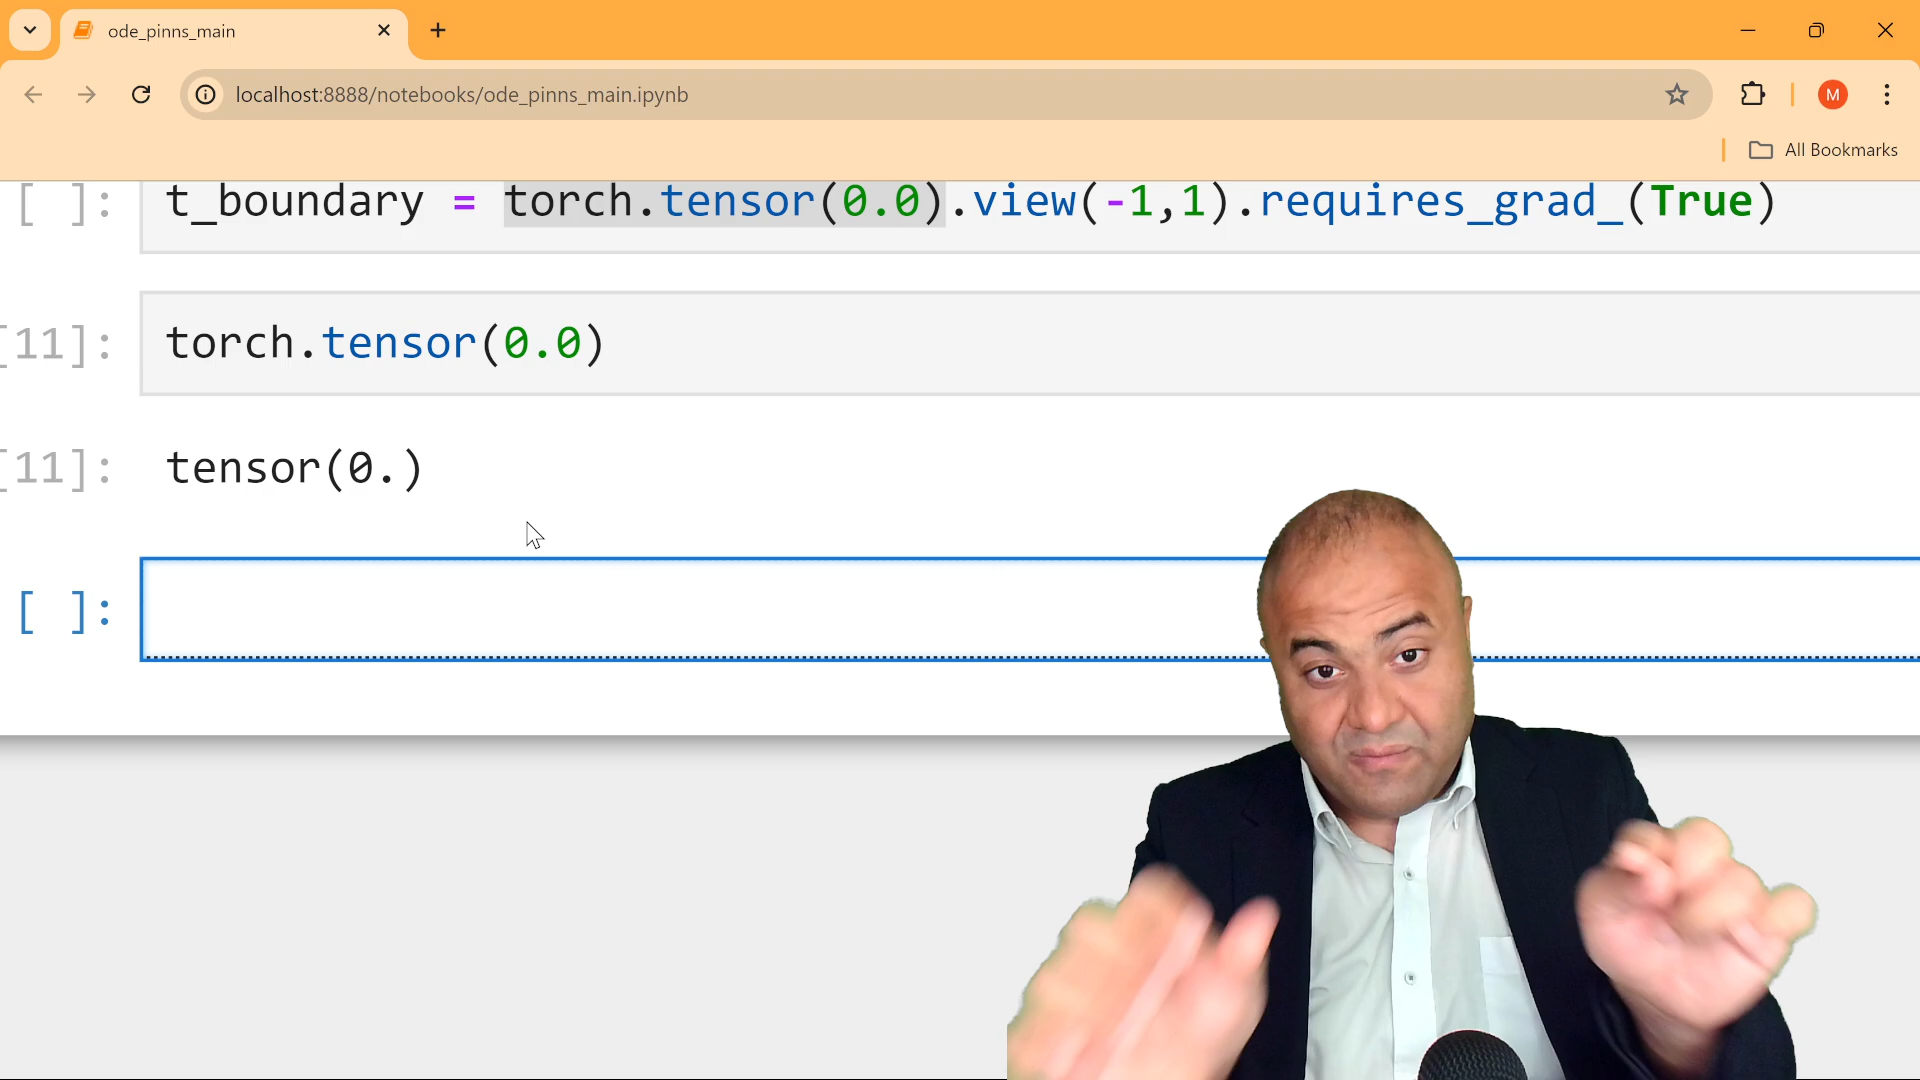 ode_pinns_main
localhost:8888/notebooks/ode_pinns_main.ipynb
M
All Bookmarks
[ ]: t_boundary = torch.tensor(0.0).view(-1,1).requires_grad_(True)
[11]: torch.tensor(0.0)
[11]: tensor(0.)
[ ]: